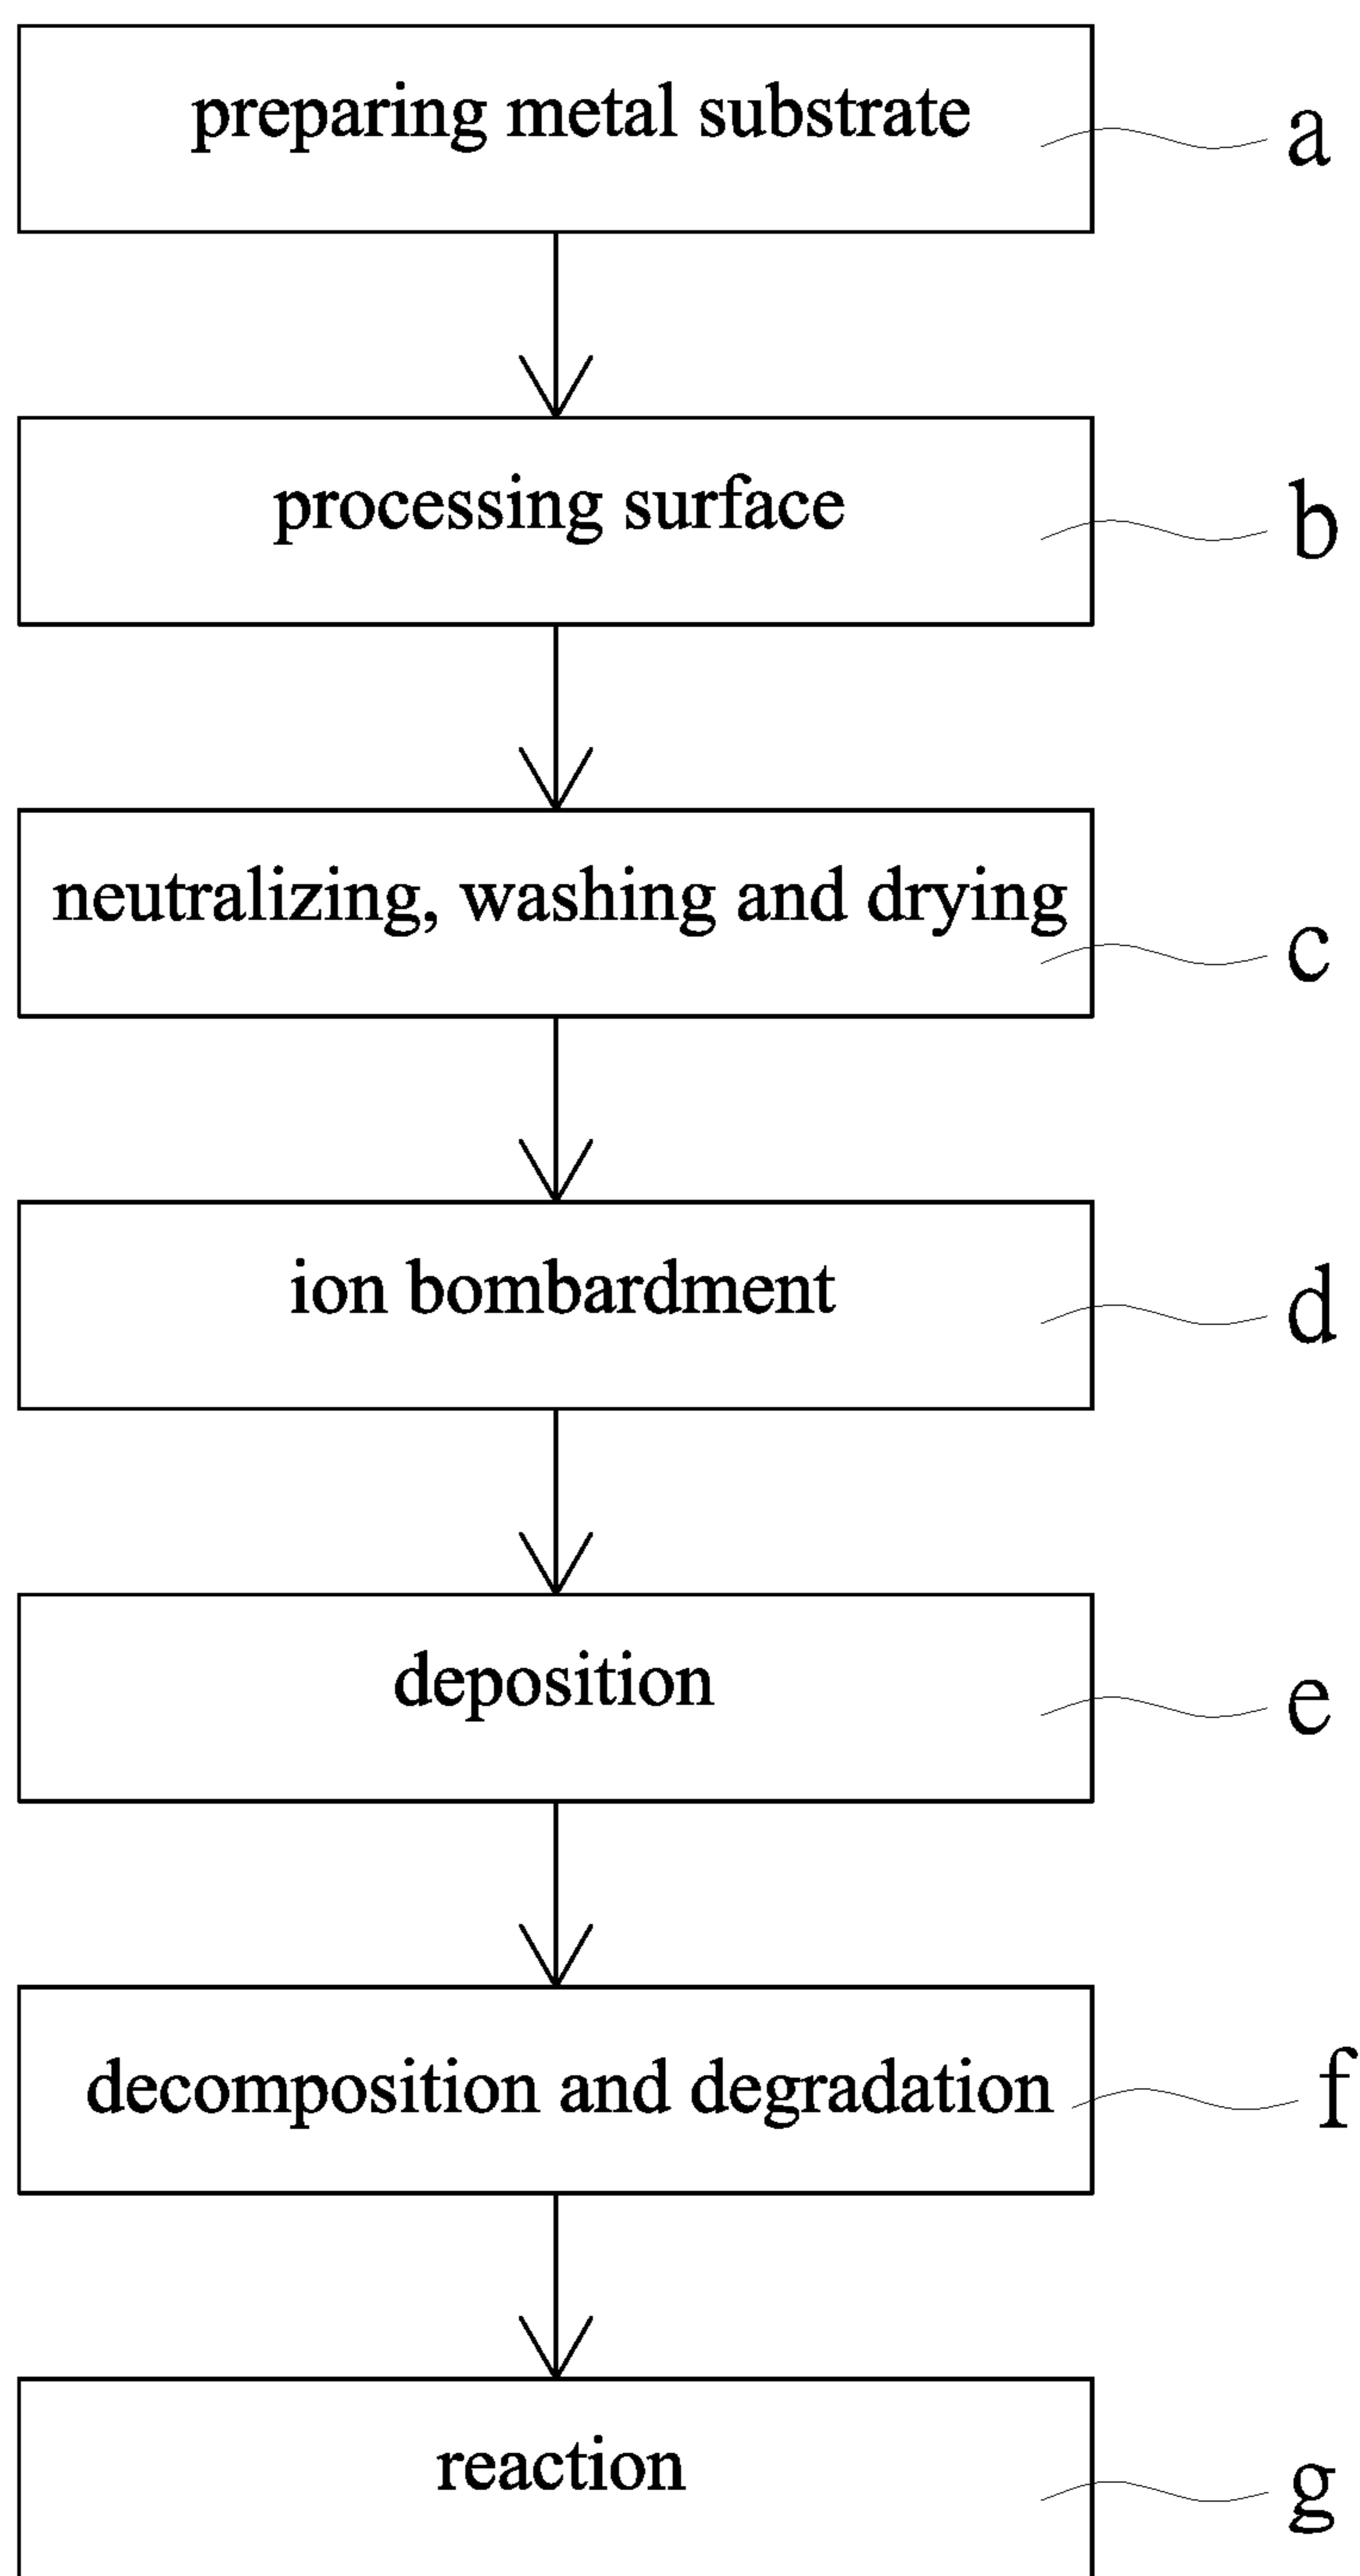 preparing metal substrate
a
processing surface
b
neutralizing, washing and drying
c
ion bombardment
d
deposition
e
decomposition and degradation
f
reaction
g